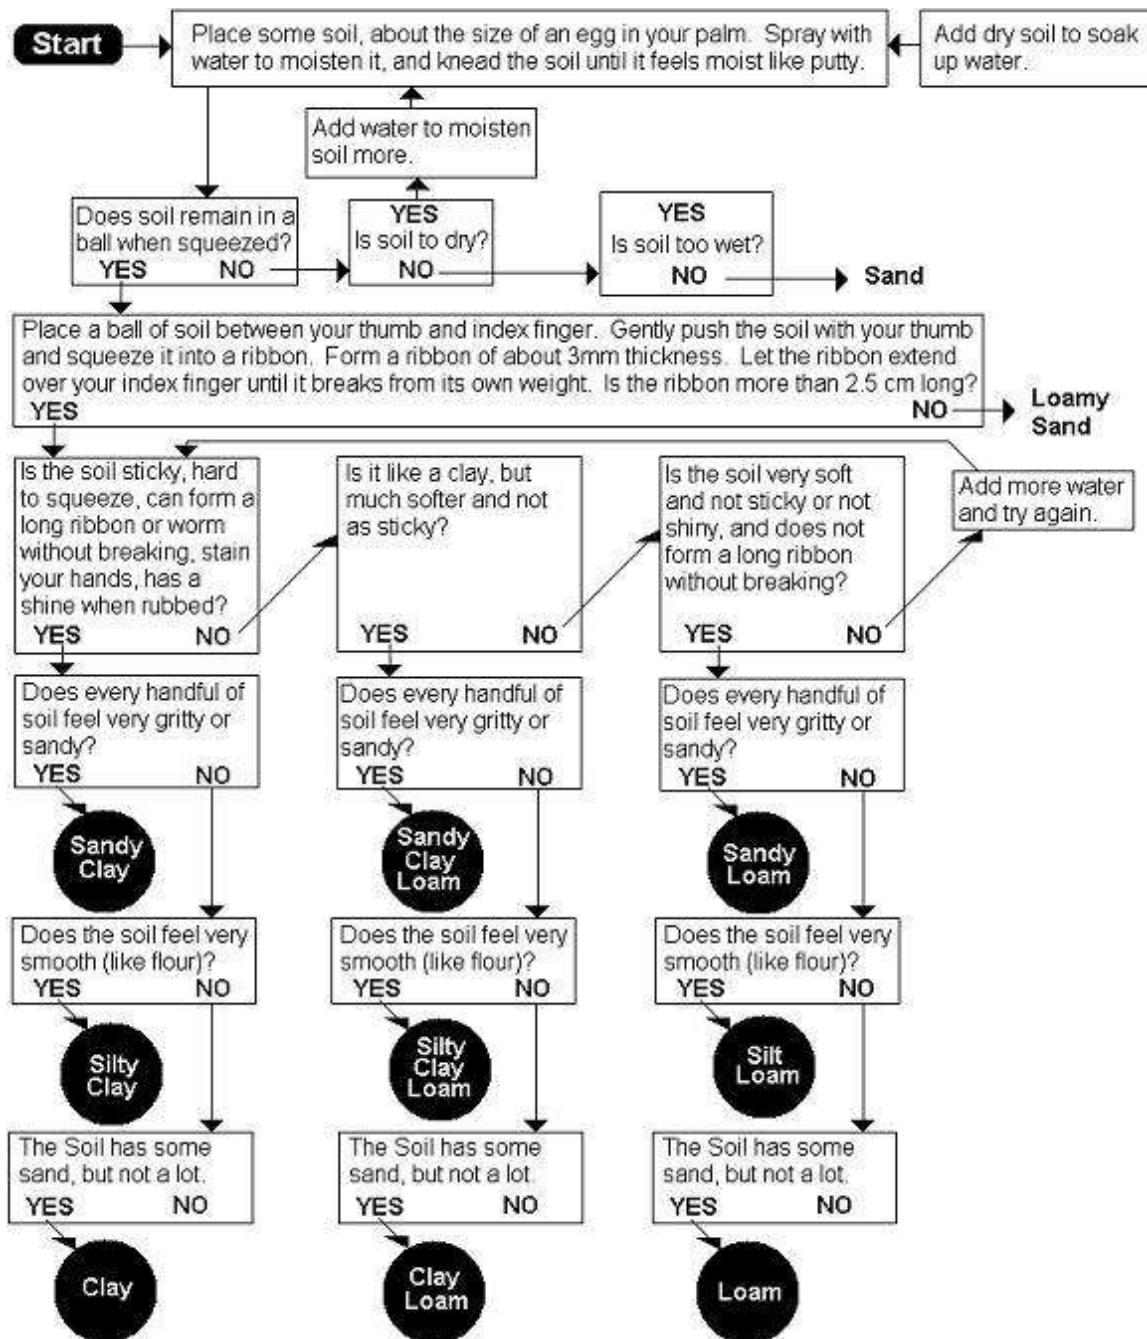 Start
Place some soil, about the size of an egg in your palm. Spray with
water to moisten it, and knead the soil until it feels moist like putty.
Add dry soil to soak
up water.
Add water to moisten
soil more.
Does soil remain in a
ball when squeezed?
YES NO
YES
Is soil to dry?
NO
YES
Is soil too wet?
NO
Sand
Place a ball of soil between your thumb and index finger. Gently push the soil with your thumb
and squeeze it into a ribbon. Form a ribbon of about 3mm thickness. Let the ribbon extend
over your index finger until it breaks from its own weight. Is the ribbon more than 2.5 cm long?
YES NO
Loamy
Sand
Is the soil sticky, hard
to squeeze, can form a
long ribbon or worm
without breaking, stain
your hands, has a
shine when rubbed?
YES NO
Is it like a clay, but
much softer and not
as sticky?
YES NO
Is the soil very soft
and not sticky or not
shiny, and does not
form a long ribbon
without breaking?
YES NO
Add more water
and try again.
Does every handful of
soil feel very gritty or
sandy?
YES NO
Does every handful of
soil feel very gritty or
sandy?
YES NO
Does every handful of
soil feel very gritty or
sandy?
YES NO
Sandy
Clay
Sandy
Clay
Loam
Sandy
Loam
Does the soil feel very
smooth (like flour)?
YES NO
Does the soil feel very
smooth (like flour)?
YES NO
Does the soil feel very
smooth (like flour)?
YES NO
Silty
Clay
Silty
Clay
Loam
Silt
Loam
The Soil has some
sand, but not a lot.
YES NO
The Soil has some
sand, but not a lot.
YES NO
The Soil has some
sand, but not a lot.
YES NO
Clay
Clay
Loam
Loam